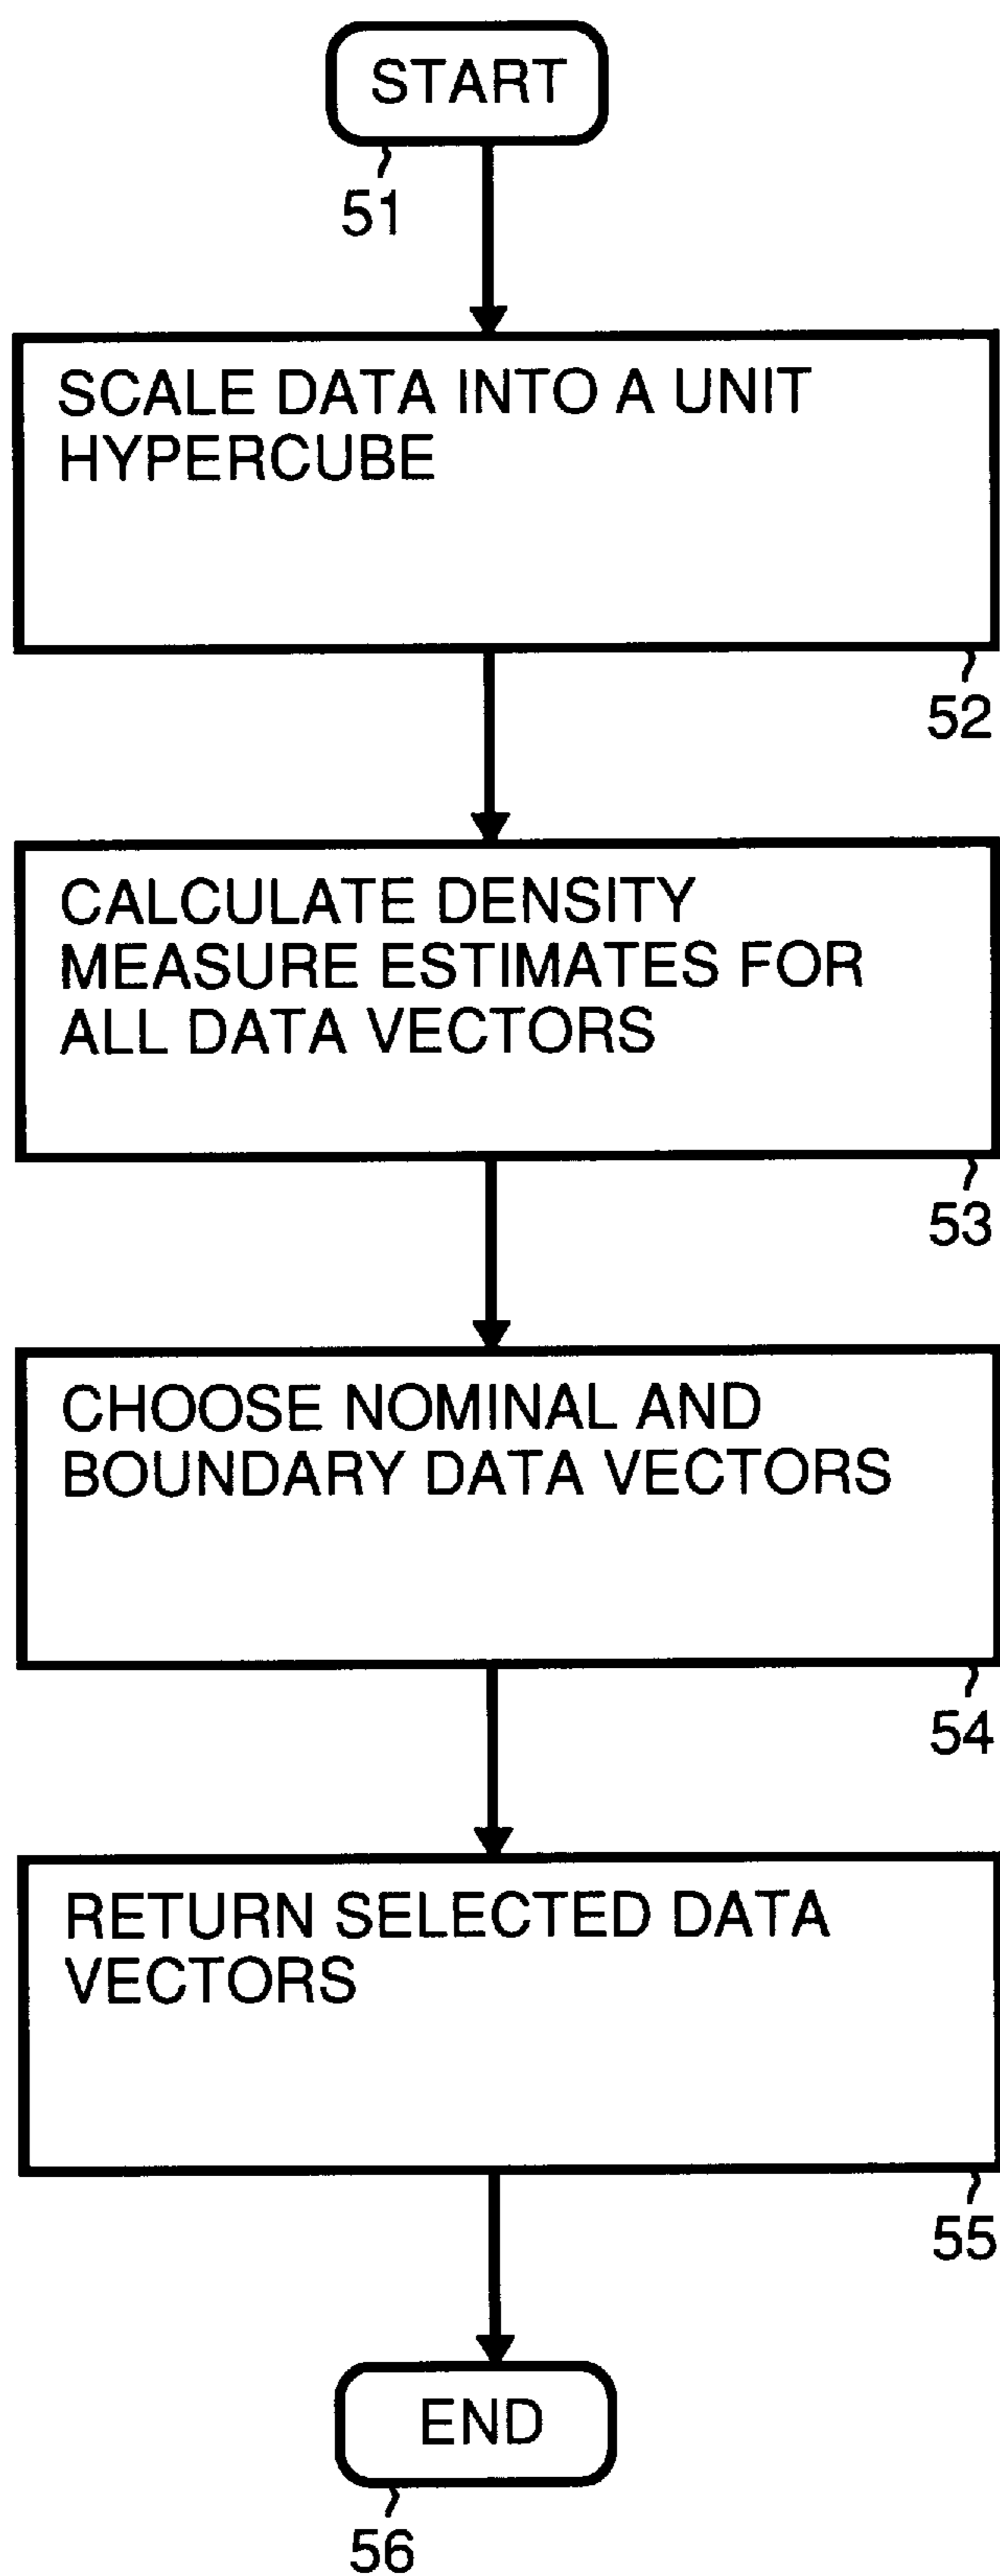 START
51
SCALE DATA INTO A UNIT
HYPERCUBE
52
CALCULATE DENSITY
MEASURE ESTIMATES FOR
ALL DATA VECTORS
53
CHOOSE NOMINAL AND
BOUNDARY DATA VECTORS
54
RETURN SELECTED DATA
VECTORS
55
END
56